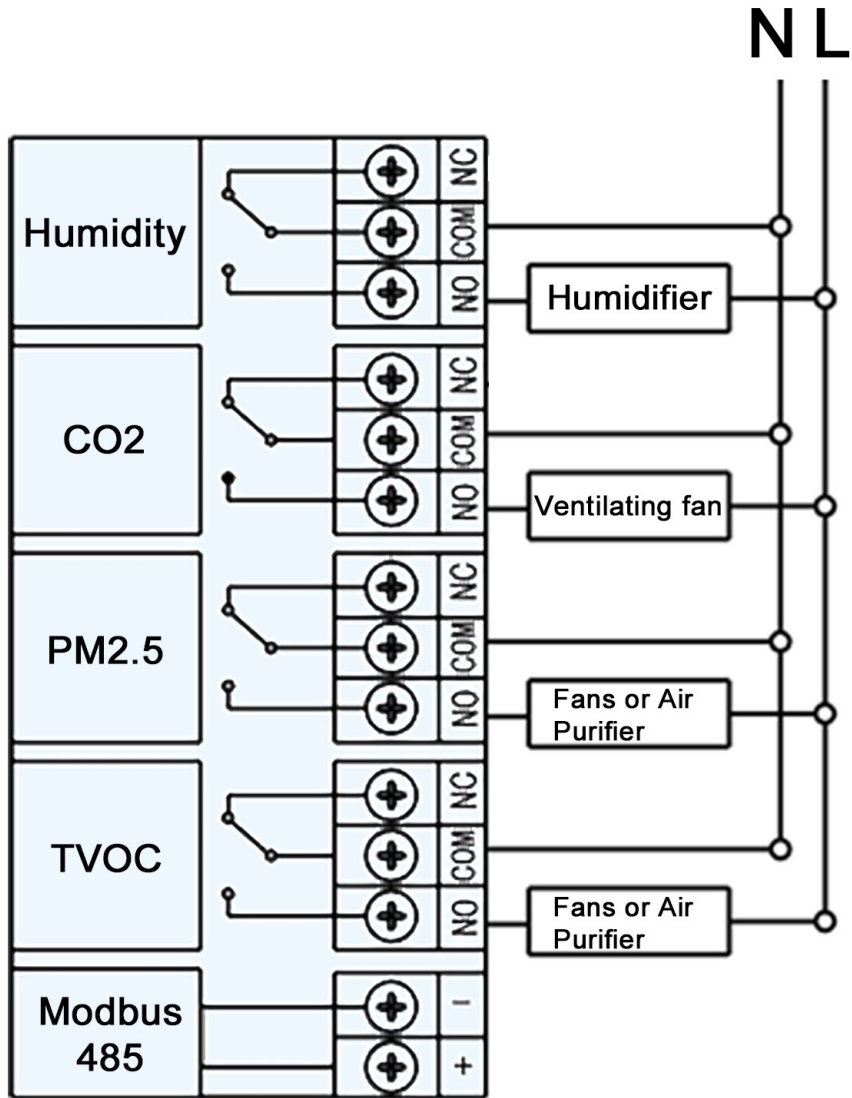 N L
NC
Humidity
COM
NO
Humidifier
NC
CO2
COM
NO
Ventilating fan
NC
PM2.5
COM
NO
Fans or Air
Purifier
NC
TVOC
COM
NO
Fans or Air
Purifier
Modbus
485
−
+